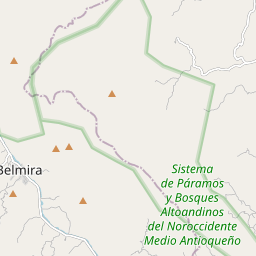 Belmira
Sistema
de Páramos
y Bosques
Altoandinos
del Noroccidente
Medio Antioqueño